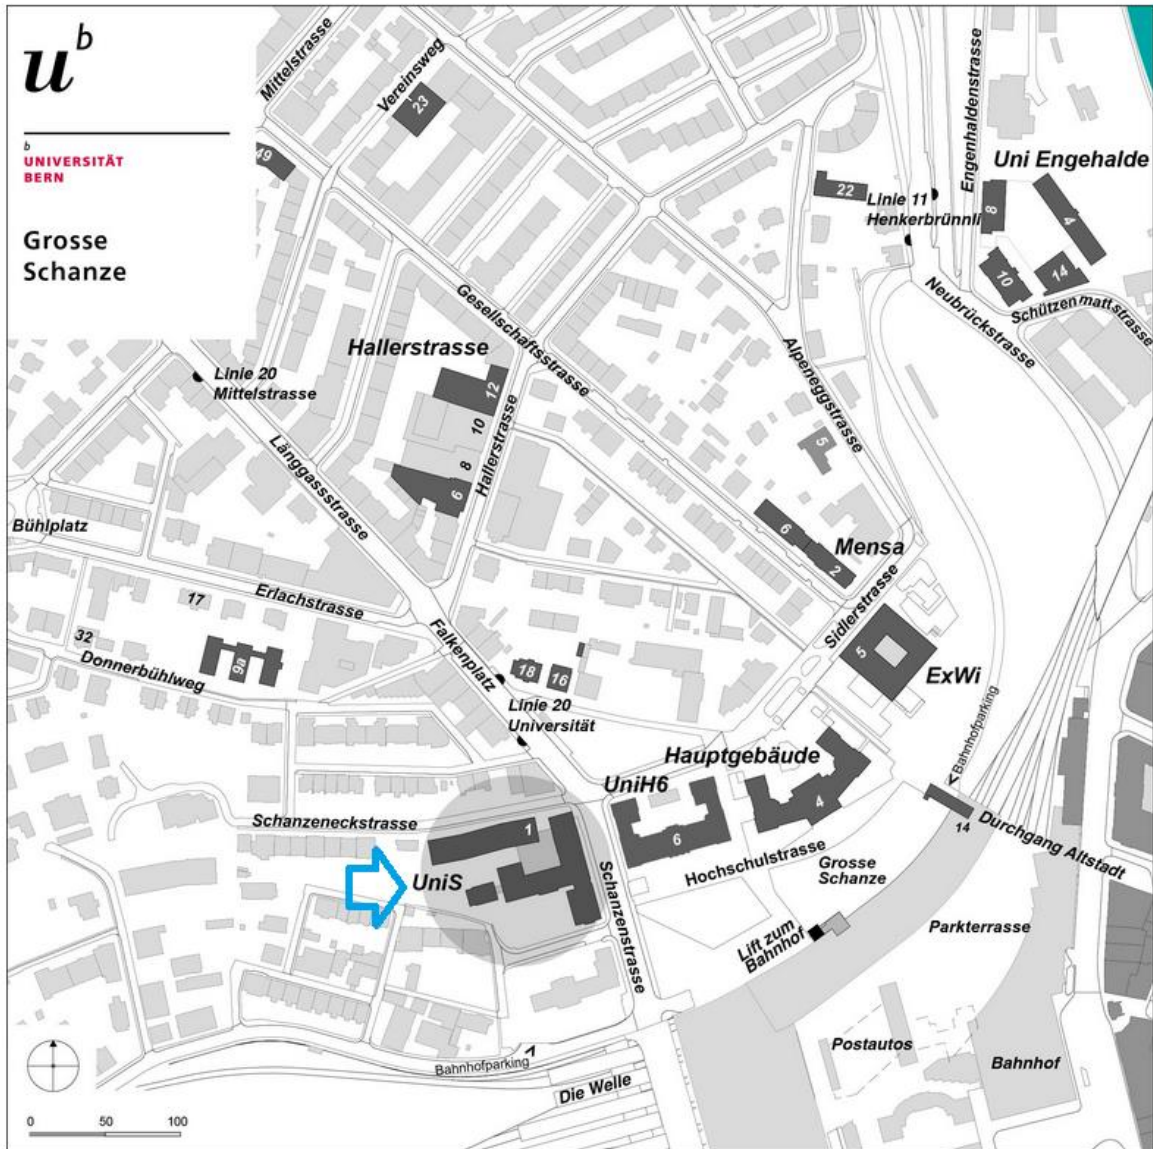 u b
b
UNIVERSITÄT
BERN
Grosse
Schanze
Mittelstrasse
Vereinsweg
23
49
Engenhaldenstrasse
Uni Engehalde
22
Linie 11
Henkerbrünnli
8
4
10
14
Schützenmattstrasse
Neubrückstrasse
Gesellschaftsstrasse
Hallerstrasse
Alpeneggstrasse
Linie 20
Mittelstrasse
12
10
Hallerstrasse
8
6
5
Länggassstrasse
Bühlplatz
6
Mensa
2
Erlachstrasse
17
Sidlerstrasse
32
Donnerbühlweg
9a
Falkenplatz
18
16
5
ExWi
Linie 20
Universität
Bahnhofparking
Hauptgebäude
UniH6
4
6
Schanzeneckstrasse
1
14
Durchgang Altstadt
Hochschulstrasse
Grosse
Schanze
UniS
Schanzenstrasse
Lift zum
Bahnhof
Parkterrasse
Postautos
Bahnhof
Bahnhofparking
Die Welle
0 50 100